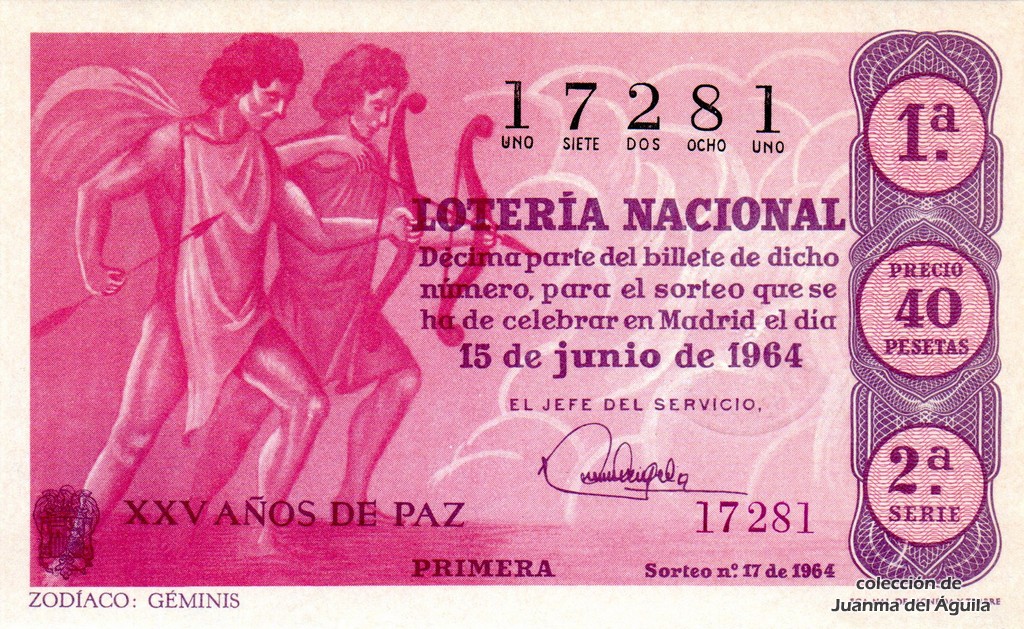 17281
UNO SIETE DOS OCHO UNO
LOTERÍA NACIONAL
Décima parte del billete de dicho
número, para el sorteo que se
ha de celebrar en Madrid el día
15 de junio de 1964
EL JEFE DEL SERVICIO,
1.ª
PRECIO
40
PESETAS
2.ª
SERIE
XXV AÑOS DE PAZ
17281
PRIMERA
Sorteo nº. 17 de 1964
ZODÍACO: GÉMINIS
colección de
Juanma del Águila